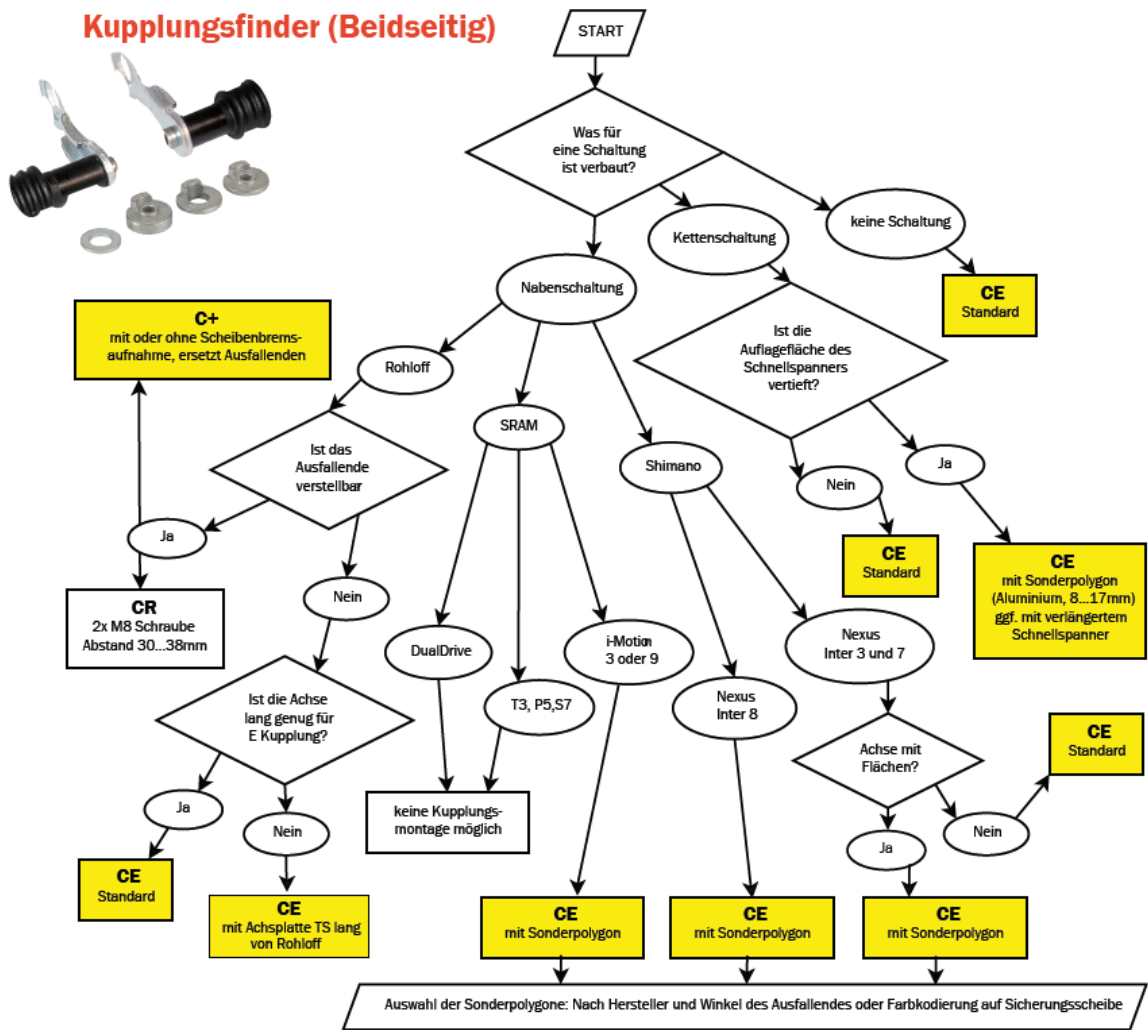 Kupplungsfinder (Beidseitig)
START
Was für
eine Schaltung
ist verbaut?
keine Schaltung
Kettenschaltung
Nabenschaltung
CE
Standard
C+
mit oder ohne Scheibenbrems-
aufnahme, ersetzt Ausfallenden
Ist die
Auflagefläche des
Schnellspanners
vertieft?
Rohloff
SRAM
Shimano
Ist das
Ausfallende
verstellbar
Ja
Nein
Ja
CE
Standard
CE
mit Sonderpolygon
(Aluminium, 8...17mm)
ggf. mit verlängertem
Schnellspanner
CR
2x M8 Schraube
Abstand 30...38mm
Nein
DualDrive
i-Motion
3 oder 9
Nexus
Inter 3 und 7
T3, P5,S7
Nexus
Inter 8
Ist die Achse
lang genug für
E Kupplung?
Achse mit
Flächen?
CE
Standard
Ja
Nein
keine Kupplungs-
montage möglich
Ja
Nein
CE
Standard
CE
mit Achsplatte TS lang
von Rohloff
CE
mit Sonderpolygon
CE
mit Sonderpolygon
CE
mit Sonderpolygon
Auswahl der Sonderpolygone: Nach Hersteller und Winkel des Ausfallendes oder Farbkodierung auf Sicherungsscheibe